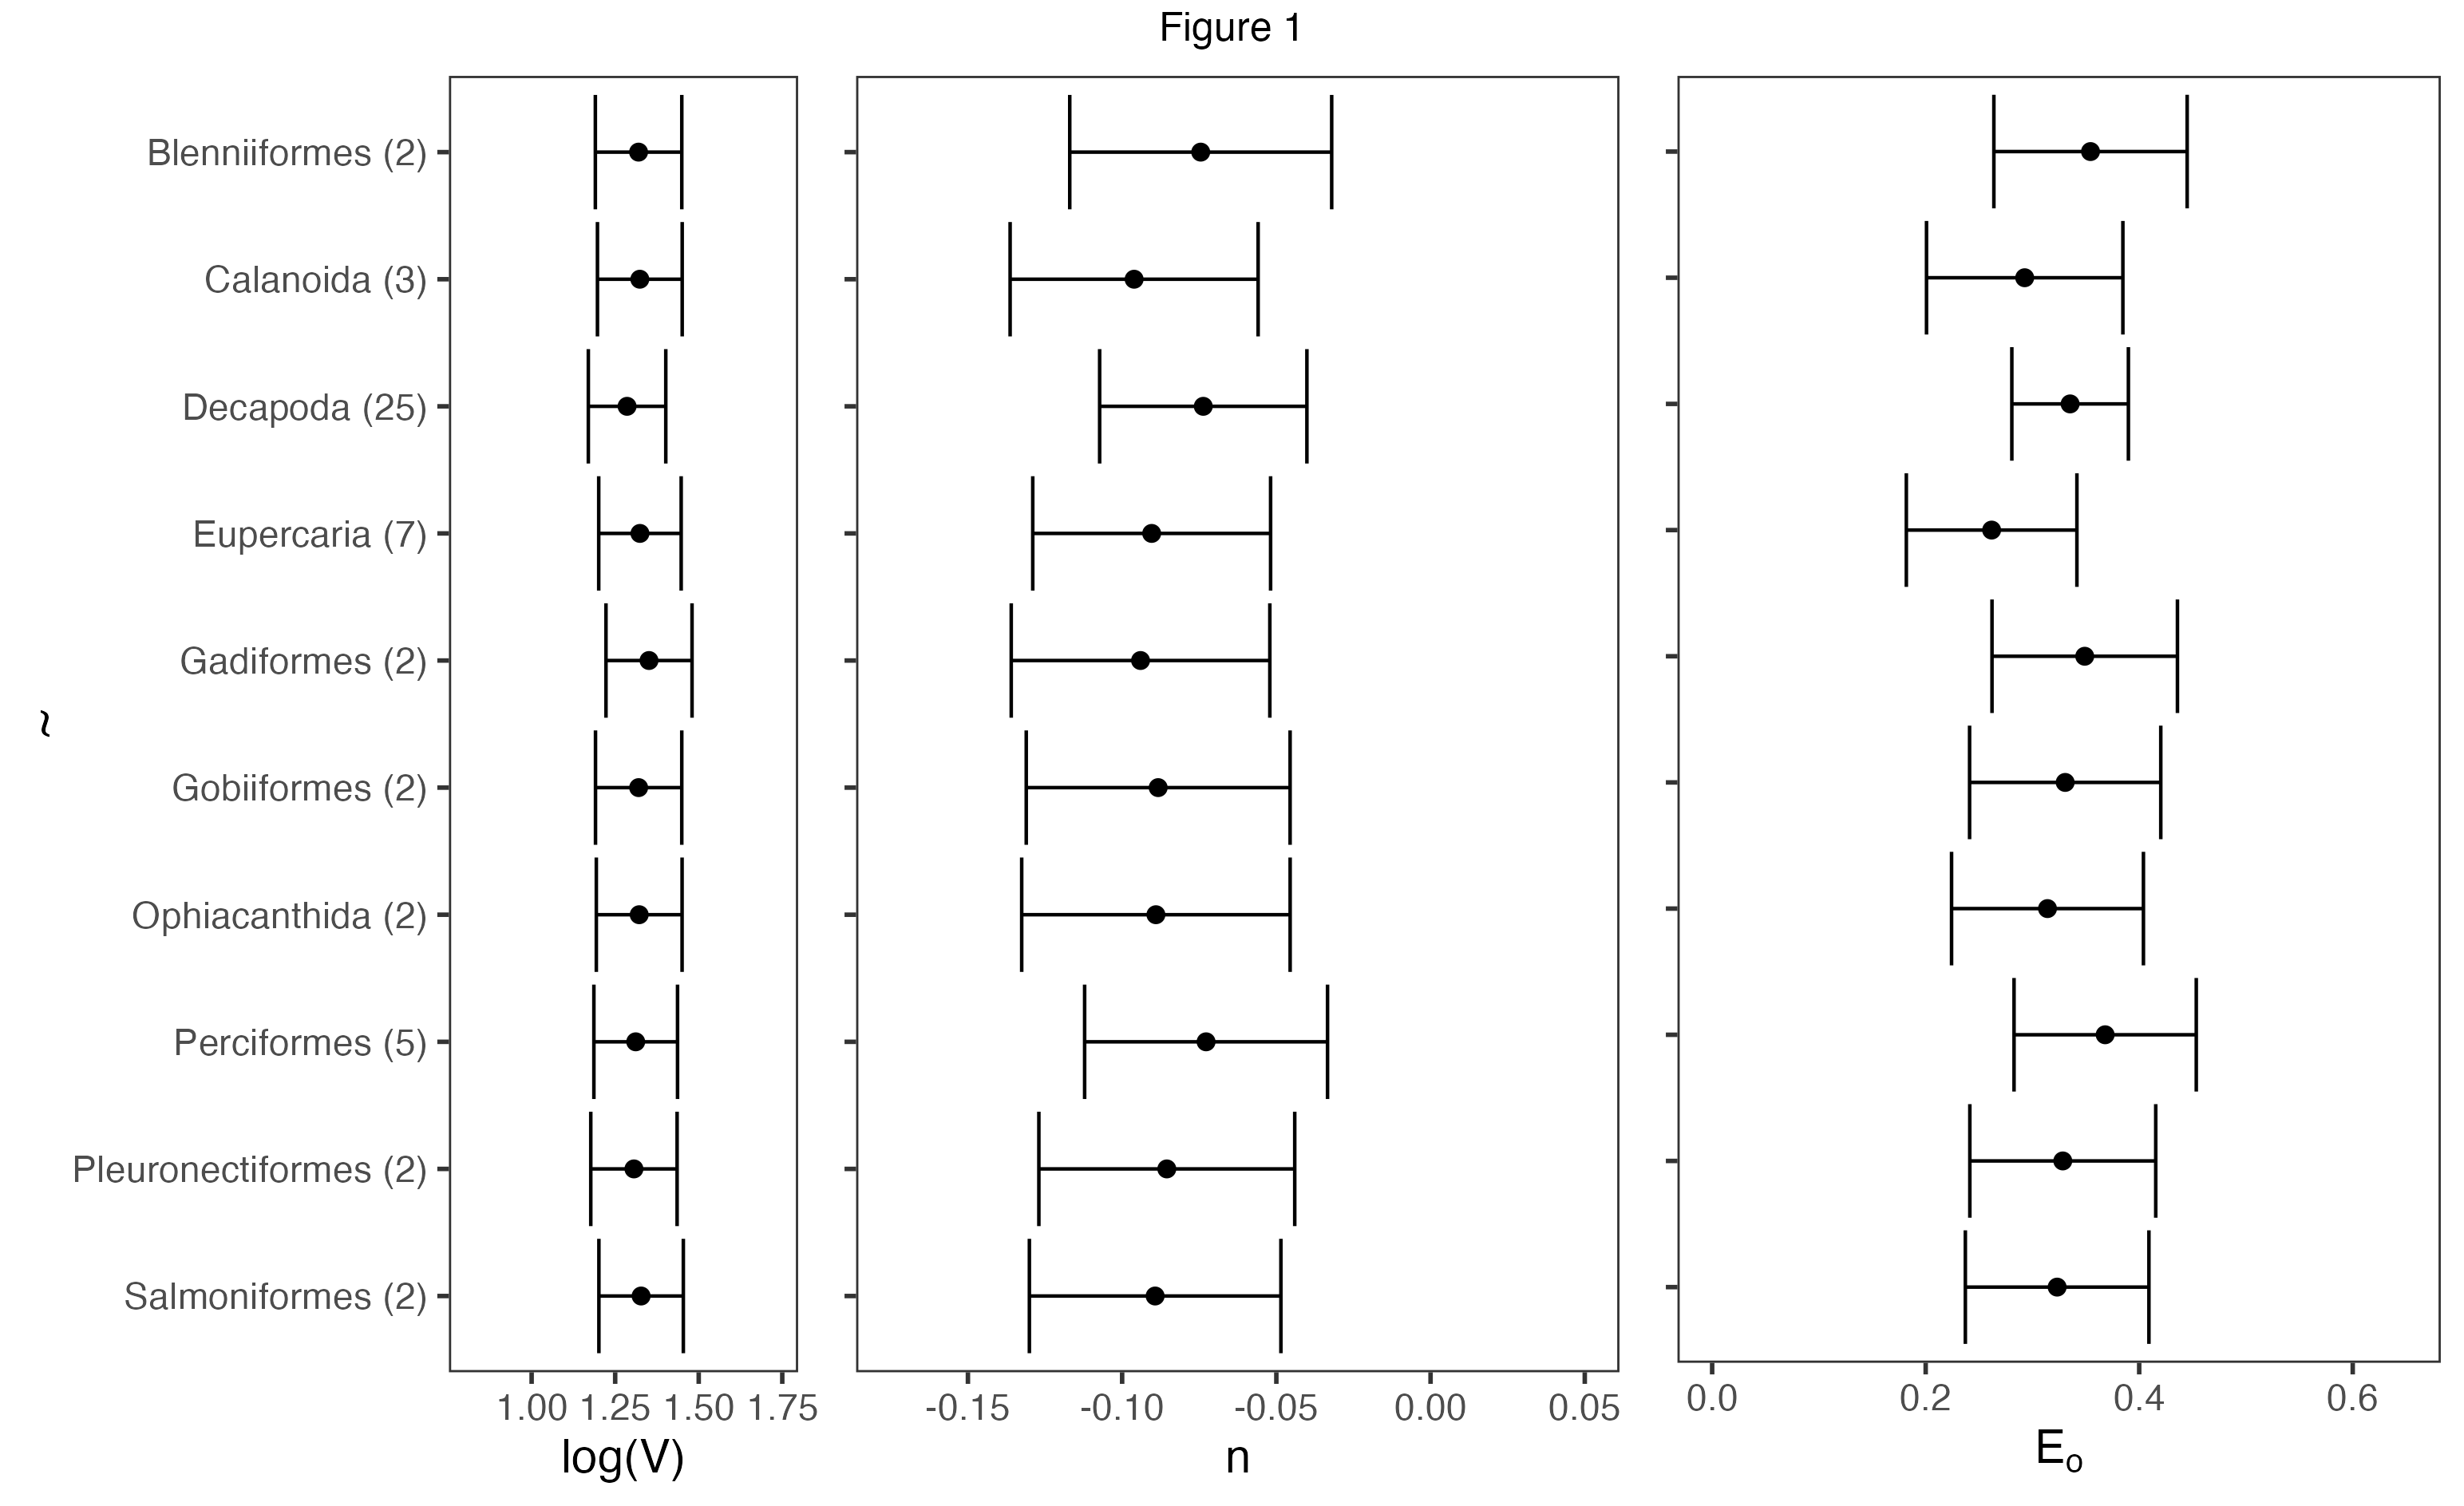 Figure 1
Blenniiformes (2)
Calanoida (3)
Decapoda (25)
Eupercaria (7)
Gadiformes (2)
Gobiiformes (2)
Ophiacanthida (2)
Perciformes (5)
Pleuronectiformes (2)
Salmoniformes (2)
~
1.00 1.25 1.50 1.75
log(V)
-0.15 -0.10 -0.05 0.00 0.05
n
0.0 0.2 0.4 0.6
Eo